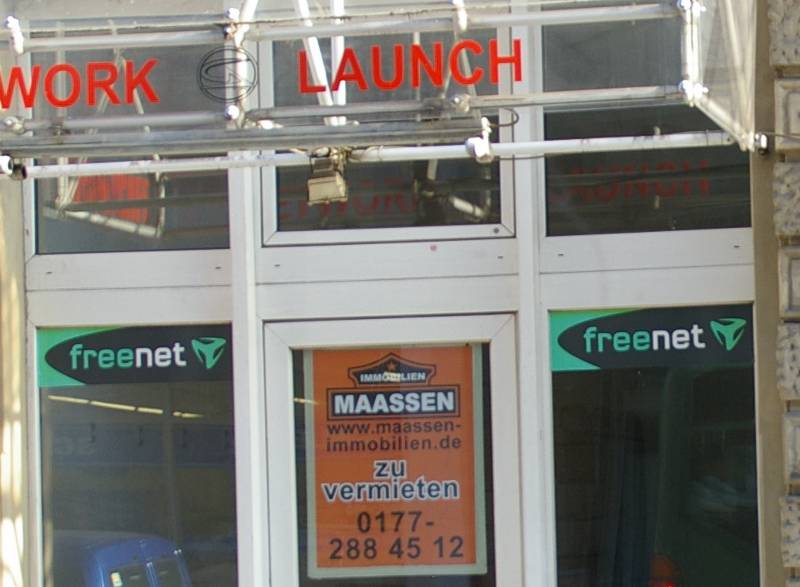 WORK LAUNCH
freenet
freenet
IMMOBILIEN
MAASSEN
www.maassen-
immobilien.de
zu
vermieten
0177-
288 45 12